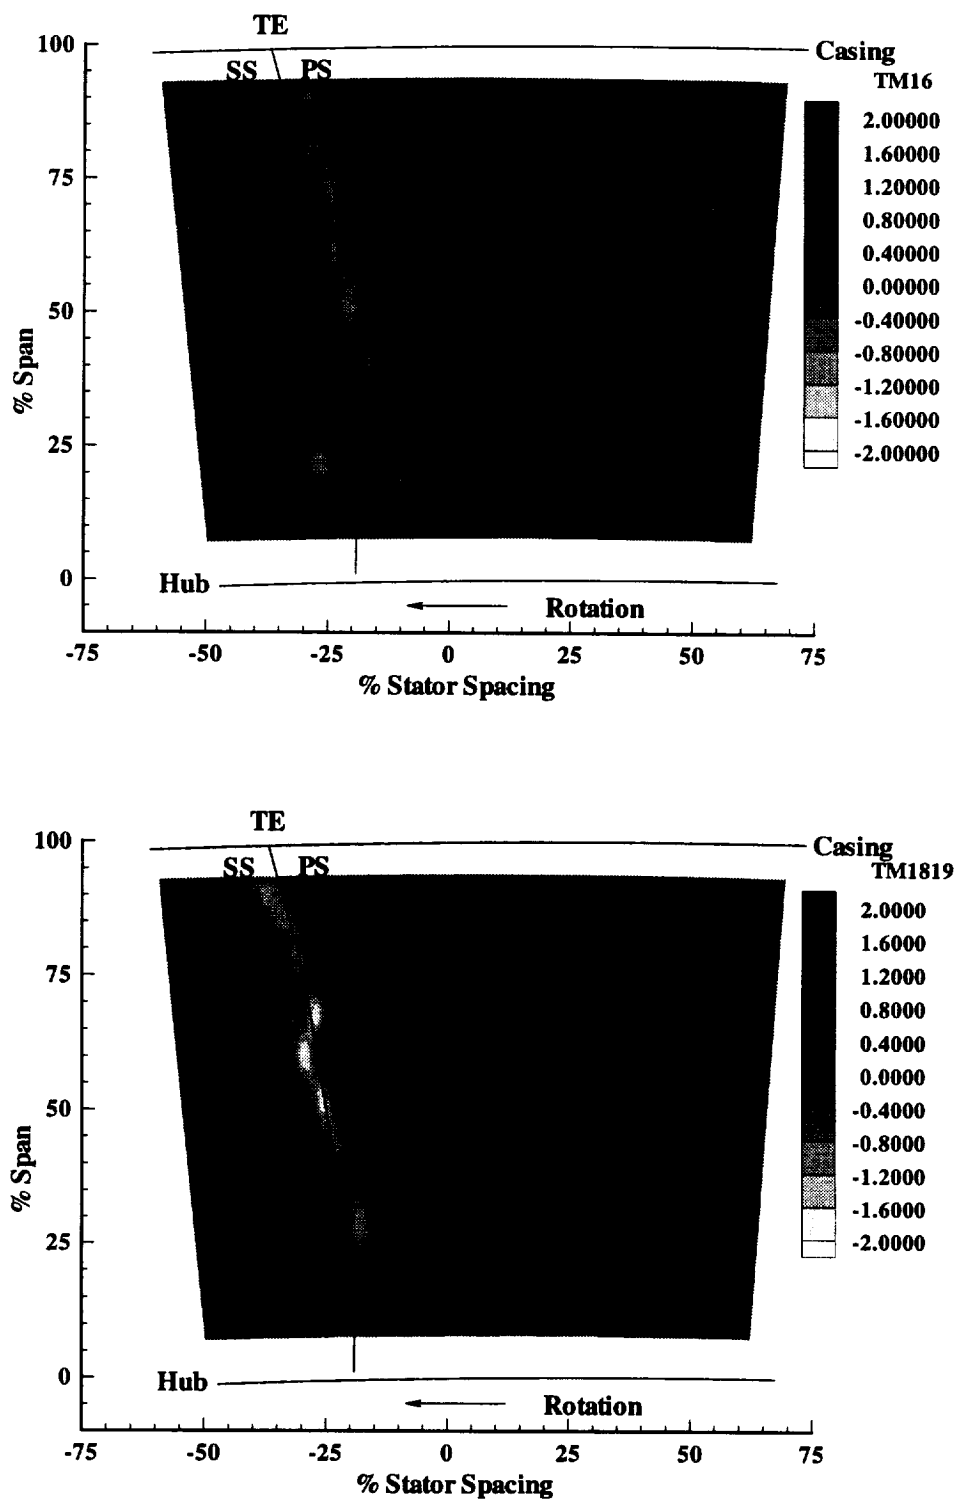 TE
100
Casing
SS PS
TM16
2.00000
1.60000
1.20000
0.80000
0.40000
0.00000
-0.40000
-0.80000
-1.20000
-1.60000
-2.00000
75
50
25
0
% Span
Hub
Rotation
-75 -50 -25 0 25 50 75
% Stator Spacing
TE
100
Casing
SS PS
TM1819
2.0000
1.6000
1.2000
0.8000
0.4000
0.0000
-0.4000
-0.8000
-1.2000
-1.6000
-2.0000
75
50
25
0
% Span
Hub
Rotation
-75 -50 -25 0 25 50 75
% Stator Spacing